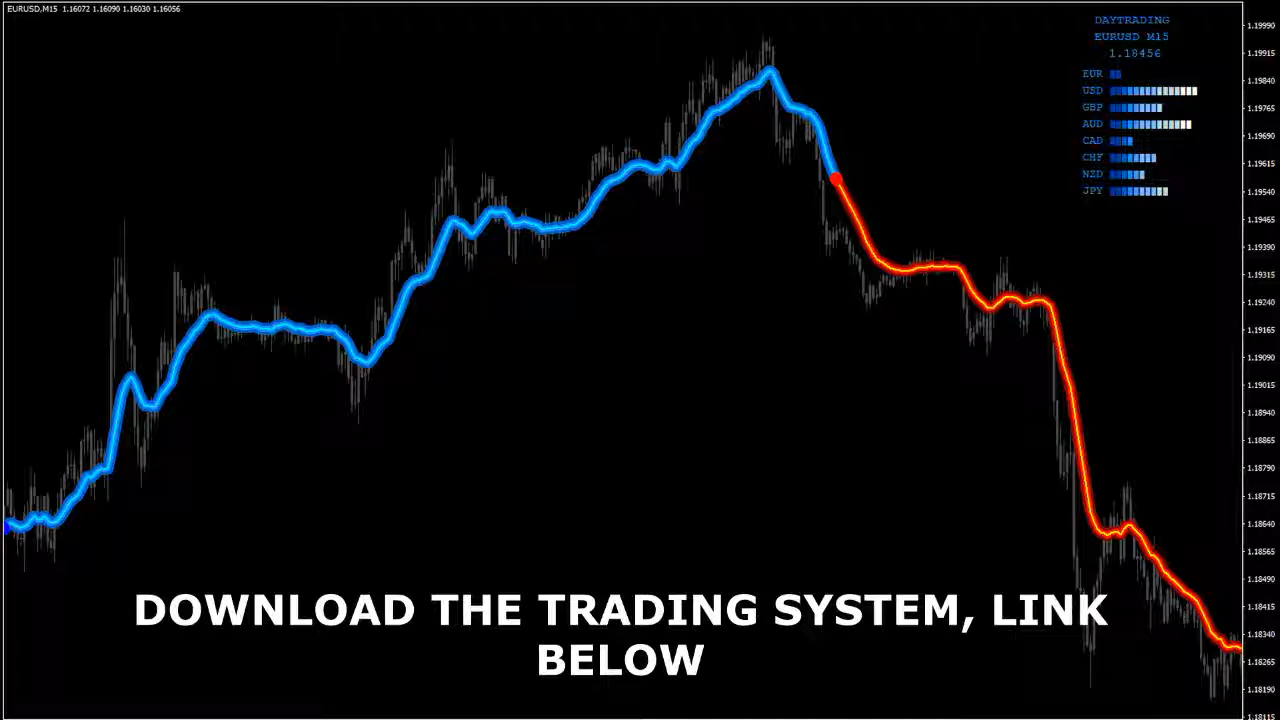 EURUSD,M15 1.16072 1.16090 1.16030 1.16056
DAYTRADING
EURUSD M15
1.18456
EUR
USD
GBP
AUD
CAD
CHF
NZD
JPY
1.19990
1.19915
1.19840
1.19765
1.19690
1.19615
1.19540
1.19465
1.19390
1.19315
1.19240
1.19165
1.19090
1.19015
1.18940
1.18865
1.18790
1.18715
1.18640
1.18565
1.18490
1.18415
1.18340
1.18265
1.18190
1.18115
DOWNLOAD THE TRADING SYSTEM, LINK
BELOW